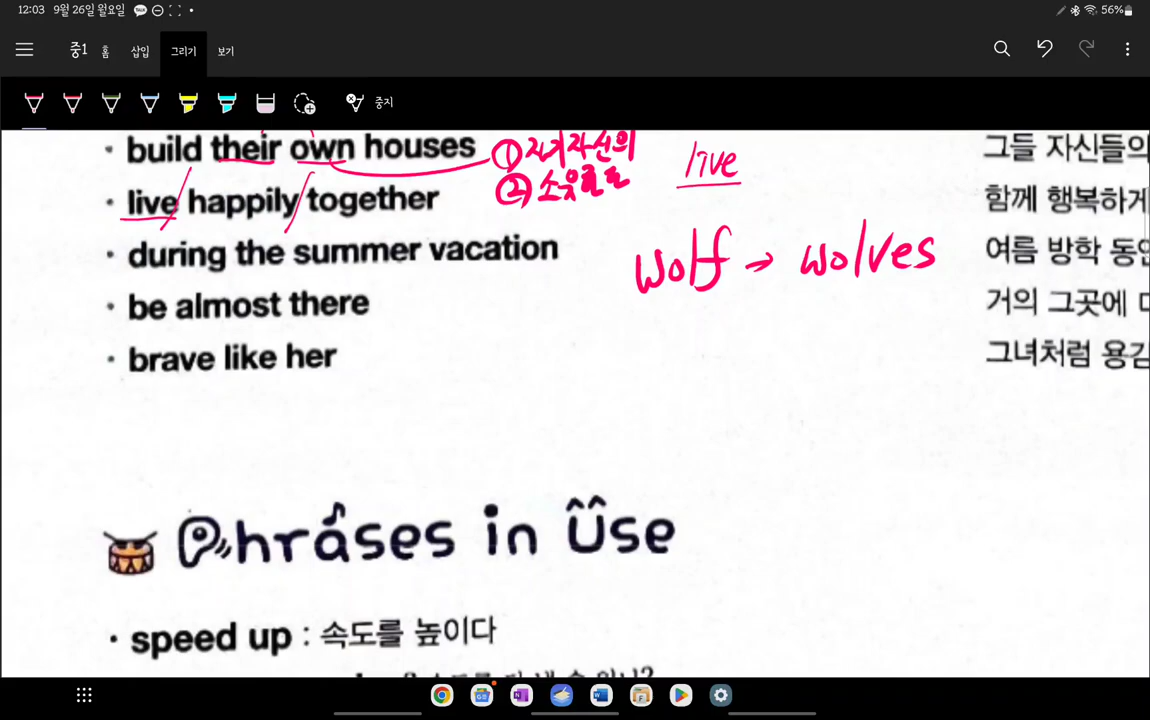 12:03 9월 26일 월요일 56%
중1 홈 삽입 그리기 보기
중지
· build their own houses ① 자기자신의 live 그들 자신들의
② 소유물들
· live happily together 함께 행복하게
wolf → wolves
· during the summer vacation 여름 방학 동안
· be almost there 거의 그곳에
· brave like her 그녀처럼 용감
Phrases in Use
· speed up : 속도를 높이다